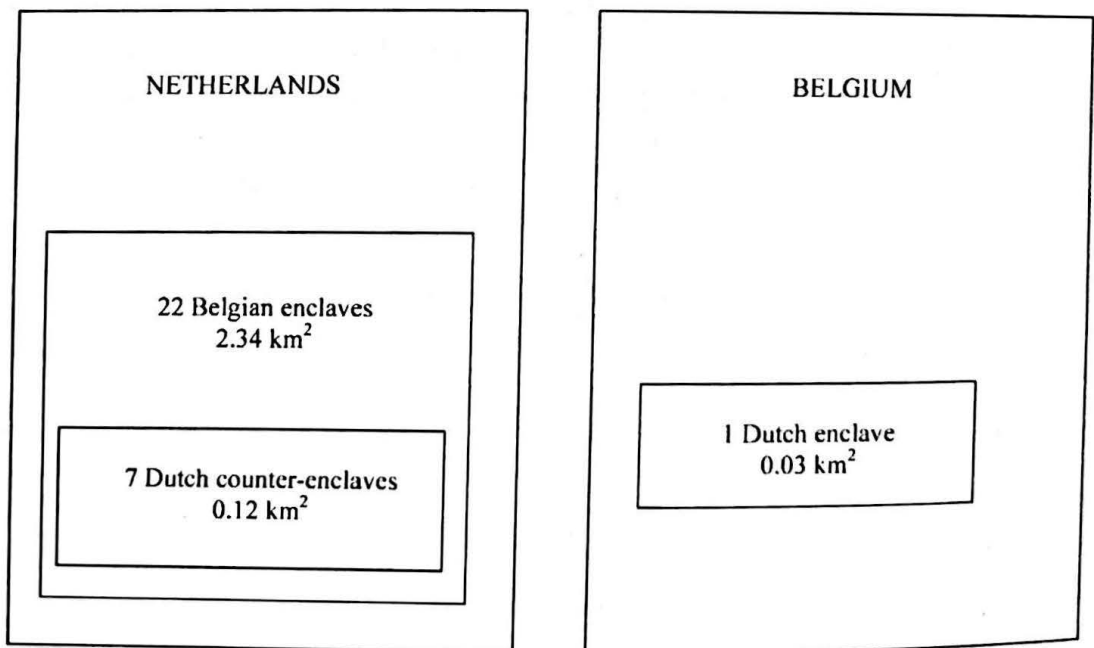 NETHERLANDS
22 Belgian enclaves
2.34 km²
7 Dutch counter-enclaves
0.12 km²
BELGIUM
1 Dutch enclave
0.03 km²